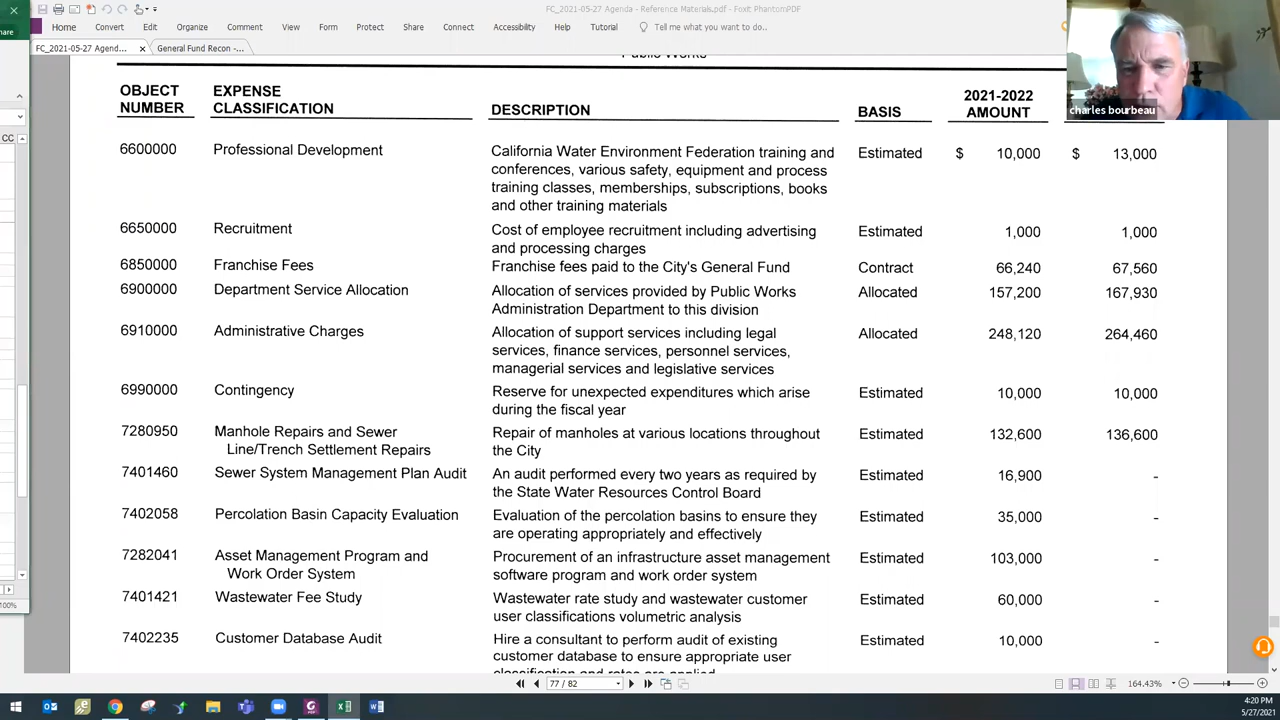 FC_2021-05-27 Agenda - Reference Materials.pdf - Foxit PhantomPDF
Share
Home Convert Edit Organize Comment View Form Protect Share Connect Accessibility Help Tutorial Tell me what you want to do...
FC_2021-05-27 Agend... × General Fund Recon -...
Public Works
OBJECT NUMBER EXPENSE CLASSIFICATION DESCRIPTION BASIS 2021-2022 AMOUNT
charles bourbeau
CC
6600000 Professional Development California Water Environment Federation training and Estimated $ 10,000 $ 13,000
conferences, various safety, equipment and process
training classes, memberships, subscriptions, books
and other training materials
6650000 Recruitment Cost of employee recruitment including advertising Estimated 1,000 1,000
and processing charges
6850000 Franchise Fees Franchise fees paid to the City's General Fund Contract 66,240 67,560
6900000 Department Service Allocation Allocation of services provided by Public Works Allocated 157,200 167,930
Administration Department to this division
6910000 Administrative Charges Allocation of support services including legal Allocated 248,120 264,460
services, finance services, personnel services,
managerial services and legislative services
6990000 Contingency Reserve for unexpected expenditures which arise Estimated 10,000 10,000
during the fiscal year
7280950 Manhole Repairs and Sewer Repair of manholes at various locations throughout Estimated 132,600 136,600
Line/Trench Settlement Repairs the City
7401460 Sewer System Management Plan Audit An audit performed every two years as required by Estimated 16,900 -
the State Water Resources Control Board
7402058 Percolation Basin Capacity Evaluation Evaluation of the percolation basins to ensure they Estimated 35,000 -
are operating appropriately and effectively
7282041 Asset Management Program and Procurement of an infrastructure asset management Estimated 103,000 -
Work Order System software program and work order system
7401421 Wastewater Fee Study Wastewater rate study and wastewater customer Estimated 60,000 -
user classifications volumetric analysis
100%
7402235 Customer Database Audit Hire a consultant to perform audit of existing Estimated 10,000 -
customer database to ensure appropriate user
classification and rates are applied
77 / 82 164.43%
4:20 PM
5/27/2021